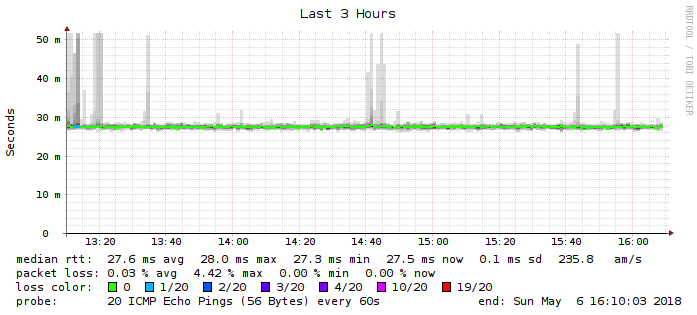 Last 3 Hours
RRDTOOL / TOBI OETIKER
Seconds
50 m
40 m
30 m
20 m
10 m
0
13:20 13:40 14:00 14:20 14:40 15:00 15:20 15:40 16:00
median rtt: 27.6 ms avg 28.0 ms max 27.3 ms min 27.5 ms now 0.1 ms sd 235.8 am/s
packet loss: 0.03 % avg 4.42 % max 0.00 % min 0.00 % now
loss color: 0 1/20 2/20 3/20 4/20 10/20 19/20
probe: 20 ICMP Echo Pings (56 Bytes) every 60s end: Sun May 6 16:10:03 2018